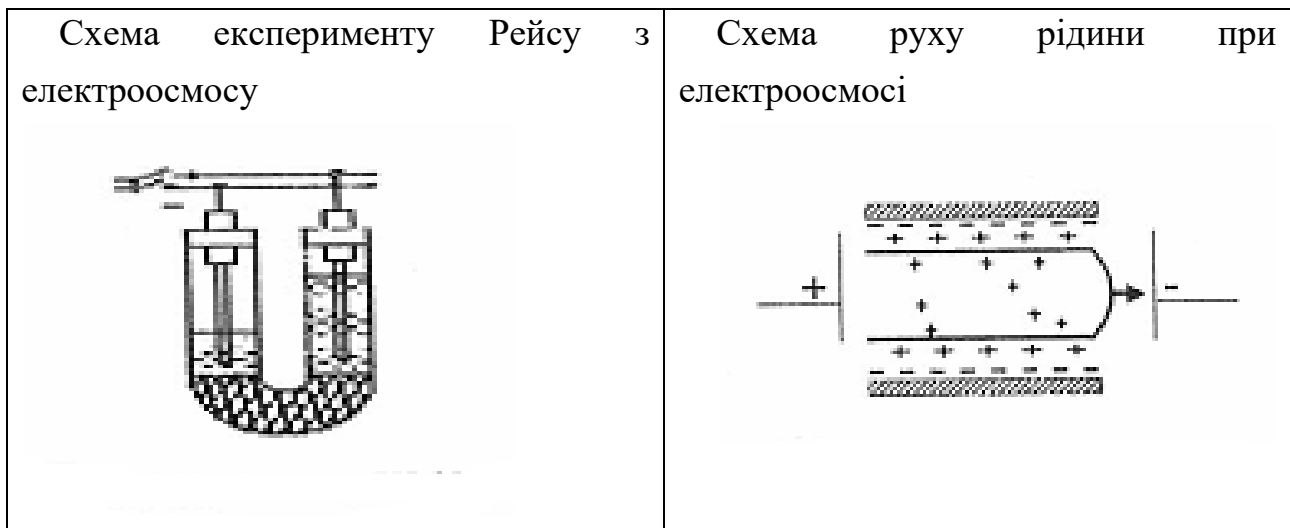 Схема експерименту Рейсу з
електроосмосу
Схема руху рідини при
електроосмосі